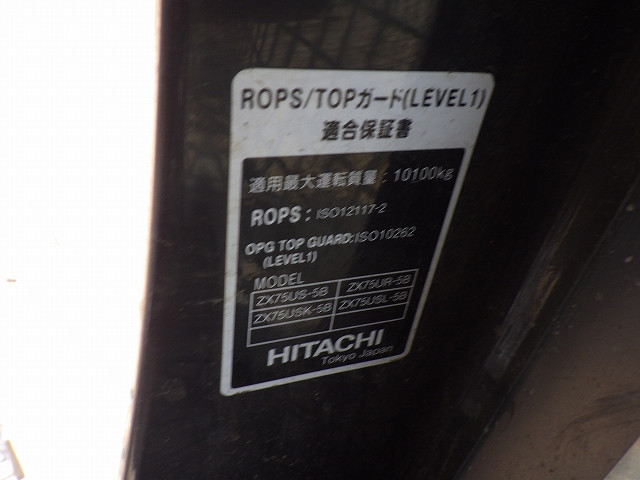 ROPS/TOPガード(LEVEL1)
適合保証書
適用最大運転質量：10100kg
ROPS：ISO12117-2
OPG TOP GUARD:ISO10262
(LEVEL1)
MODEL
ZX75US-5B ZX75UR-5B
ZX75USK-5B ZX75USL-5B
HITACHI
Tokyo Japan